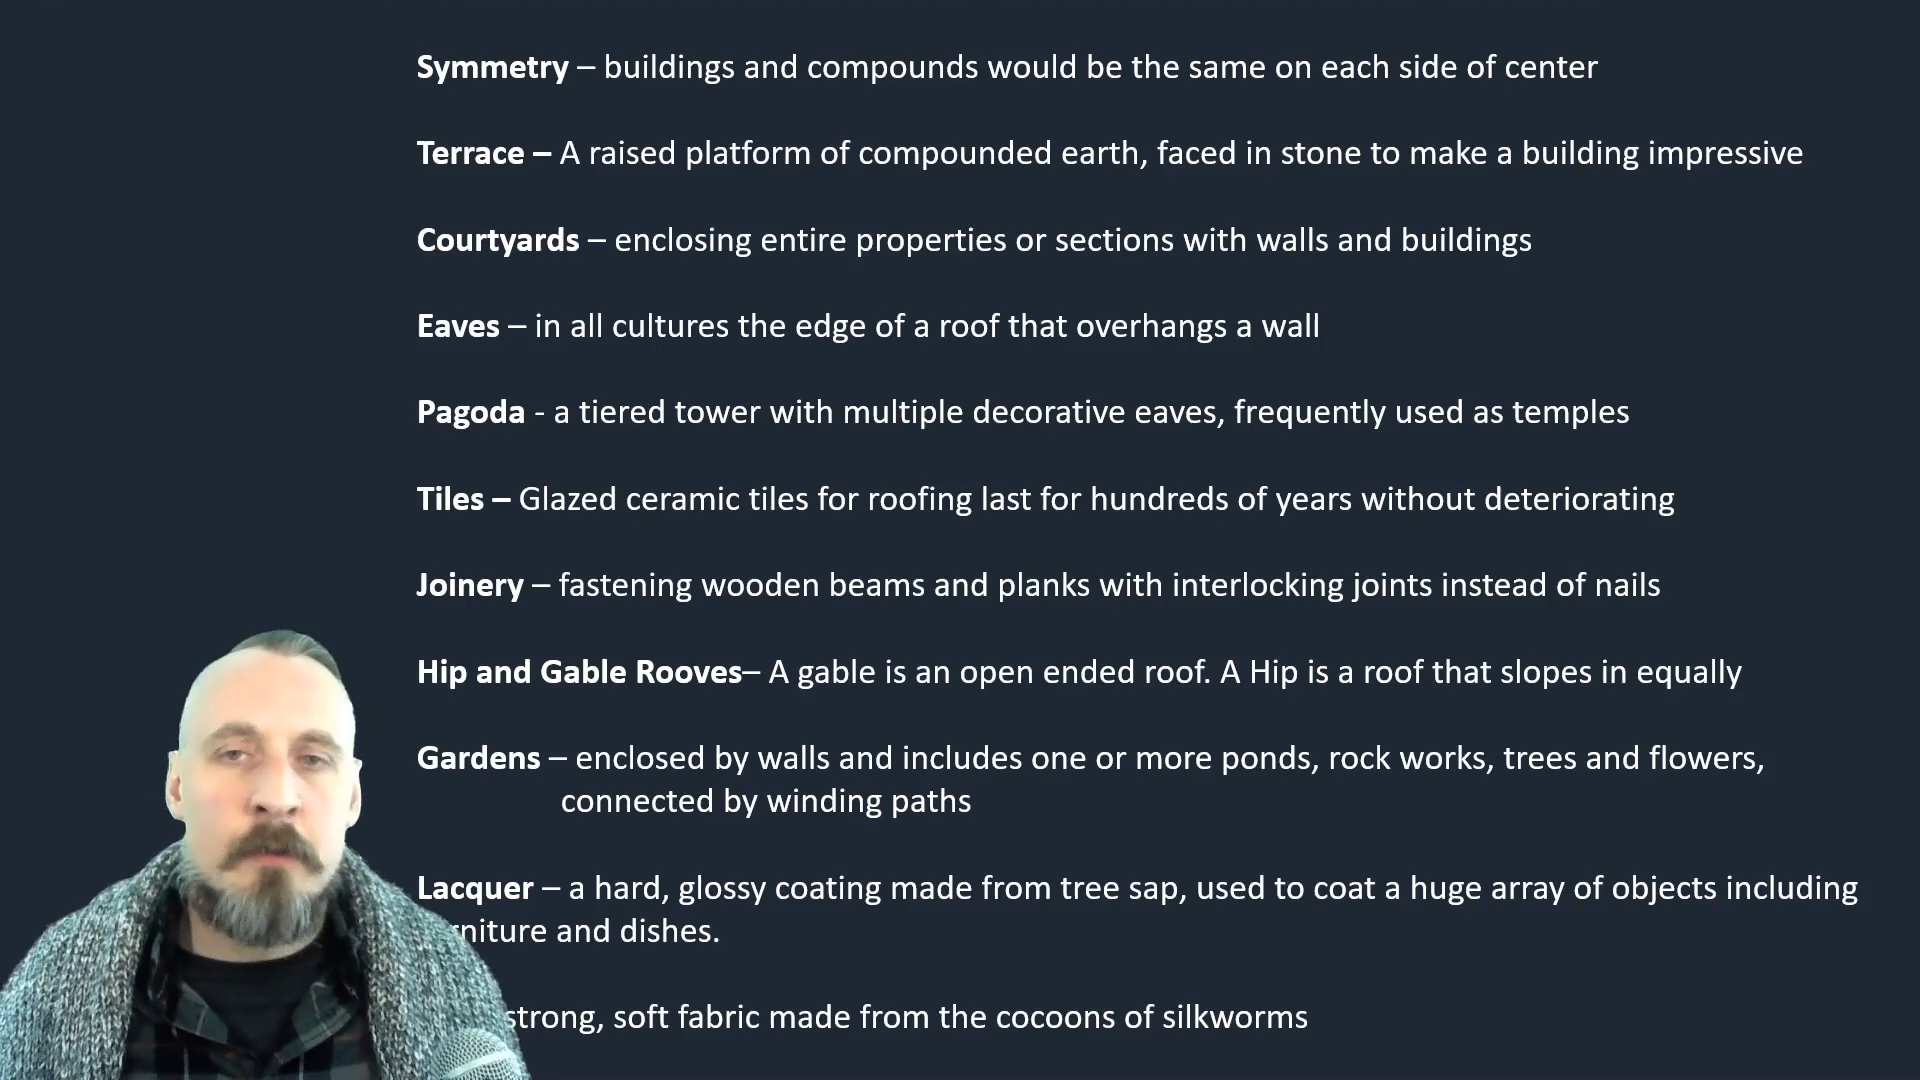 Symmetry – buildings and compounds would be the same on each side of center
Terrace – A raised platform of compounded earth, faced in stone to make a building impressive
Courtyards – enclosing entire properties or sections with walls and buildings
Eaves – in all cultures the edge of a roof that overhangs a wall
Pagoda - a tiered tower with multiple decorative eaves, frequently used as temples
Tiles – Glazed ceramic tiles for roofing last for hundreds of years without deteriorating
Joinery – fastening wooden beams and planks with interlocking joints instead of nails
Hip and Gable Rooves– A gable is an open ended roof. A Hip is a roof that slopes in equally
Gardens – enclosed by walls and includes one or more ponds, rock works, trees and flowers,
connected by winding paths
Lacquer – a hard, glossy coating made from tree sap, used to coat a huge array of objects including
and dishes.
strong, soft fabric made from the cocoons of silkworms